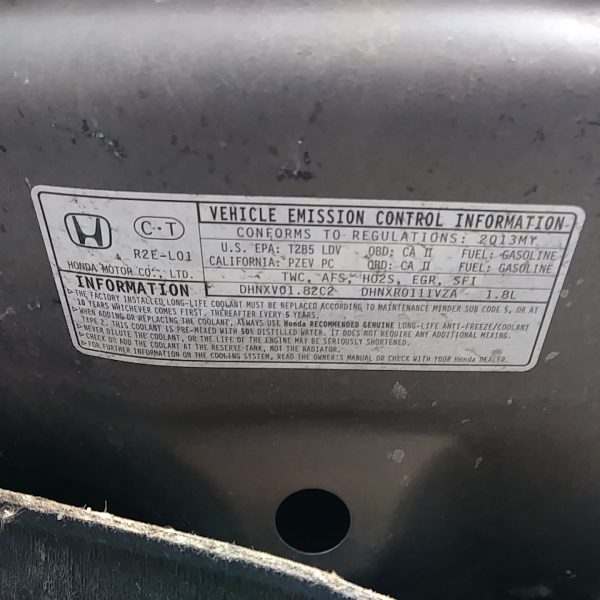 C·T
VEHICLE EMISSION CONTROL INFORMATION
CONFORMS TO REGULATIONS: 2013MY
R2E-L01
U.S. EPA: T2B5 LDV OBD: CA II FUEL: GASOLINE
HONDA MOTOR CO., LTD.
CALIFORNIA: PZEV PC OBD: CA II FUEL: GASOLINE
TWC, AFS, HO2S, EGR, SFI
INFORMATION
DHNXV01.82C2 DHNXR0111VZA 1.8L
▷THE FACTORY INSTALLED LONG-LIFE COOLANT MUST BE REPLACED ACCORDING TO MAINTENANCE MINDER SUB CODE 5, OR AT
10 YEARS WHICHEVER COMES FIRST. THEREAFTER EVERY 5 YEARS.
▷WHEN ADDING OR REPLACING THE COOLANT, ALWAYS USE Honda RECOMMENDED GENUINE LONG-LIFE ANTI-FREEZE/COOLANT
TYPE 2. THIS COOLANT IS PRE-MIXED WITH 50% DISTILLED WATER. IT DOES NOT REQUIRE ANY ADDITIONAL MIXING.
▷NEVER DILUTE THE COOLANT, OR THE LIFE OF THE ENGINE MAY BE SERIOUSLY SHORTENED.
▷CHECK OR ADD THE COOLANT AT THE RESERVE TANK, NOT THE RADIATOR.
▷FOR FURTHER INFORMATION ON THE COOLING SYSTEM, READ THE OWNER'S MANUAL OR CHECK WITH YOUR Honda DEALER.